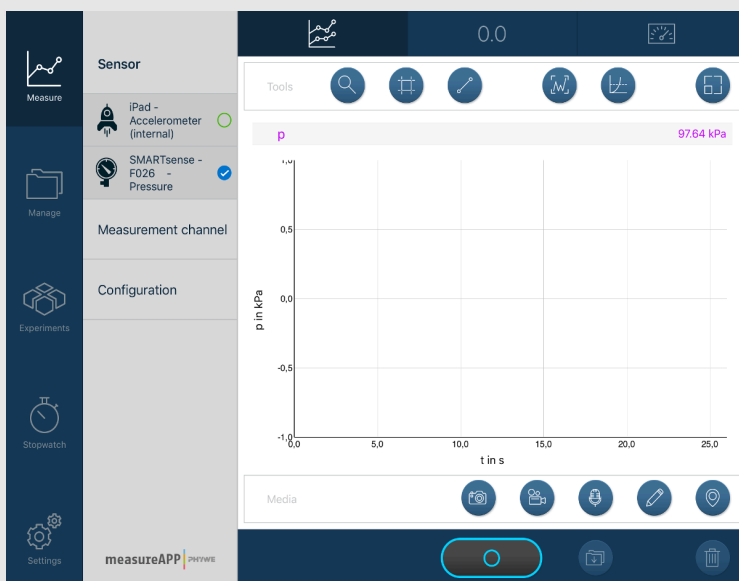 Measure
Manage
Experiments
Stopwatch
Settings
Sensor
iPad -
Accelerometer
(internal)
SMARTsense -
F026 -
Pressure
Measurement channel
Configuration
measureAPP PHYWE
0.0
Tools
p 97.64 kPa
1,0
0,5
0,0
-0,5
-1,0
p in kPa
0,0 5,0 10,0 15,0 20,0 25,0
t in s
Media